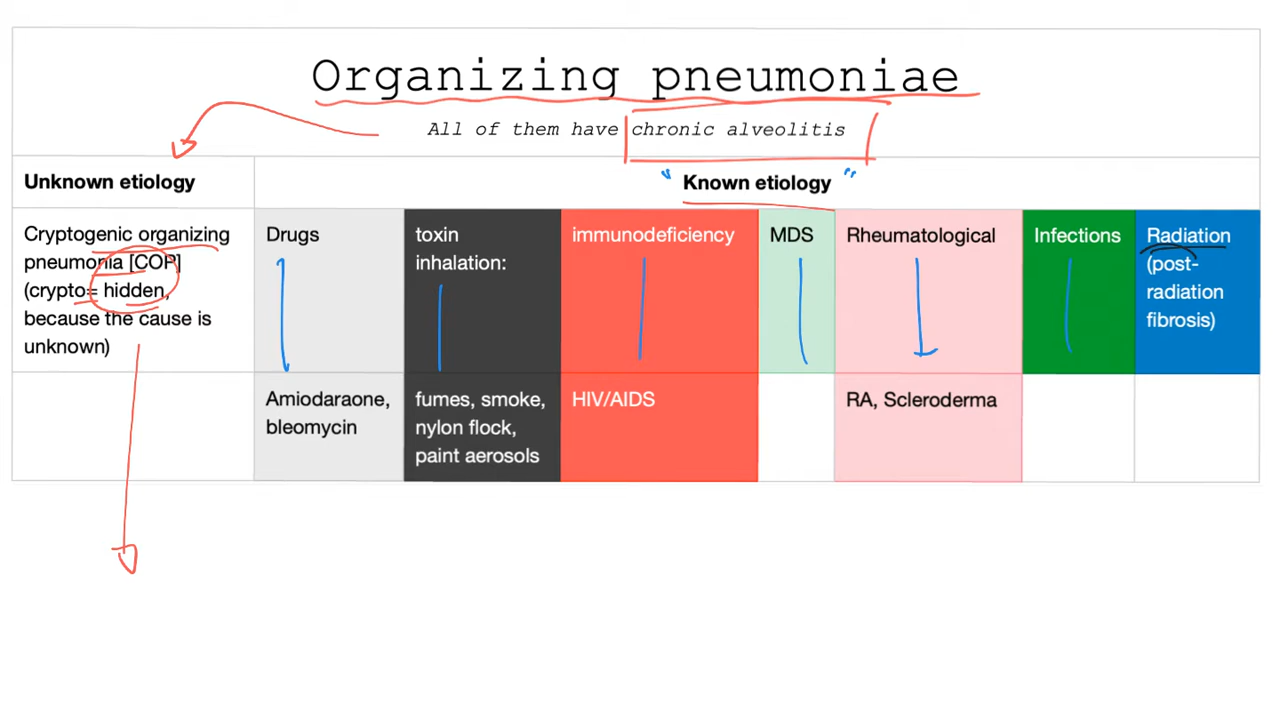 Organizing pneumoniae
All of them have chronic alveolitis
Unknown etiology
" Known etiology "
Cryptogenic organizing
pneumonia [COP]
(crypto= hidden,
because the cause is
unknown)
Drugs
toxin
inhalation:
immunodeficiency
MDS
Rheumatological
Infections
Radiation
(post-
radiation
fibrosis)
Amiodaraone,
bleomycin
fumes, smoke,
nylon flock,
paint aerosols
HIV/AIDS
RA, Scleroderma